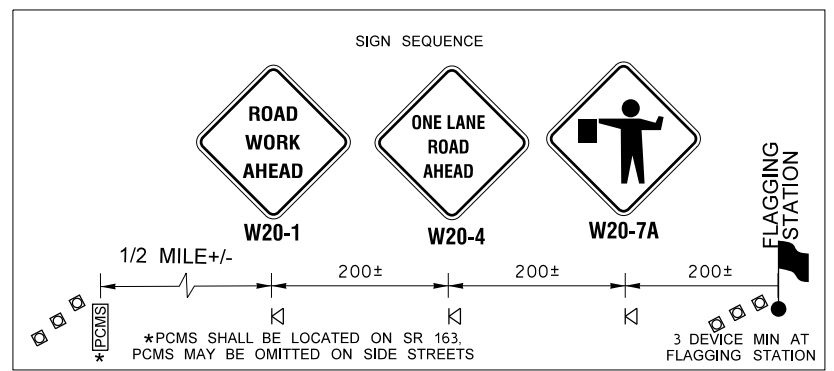 SIGN SEQUENCE
ROAD
WORK
AHEAD
ONE LANE
ROAD
AHEAD
W20-1
W20-4
W20-7A
FLAGGING
STATION
1/2 MILE+/-
200±
200±
200±
*PCMS
*PCMS SHALL BE LOCATED ON SR 163,
PCMS MAY BE OMITTED ON SIDE STREETS
3 DEVICE MIN AT
FLAGGING STATION